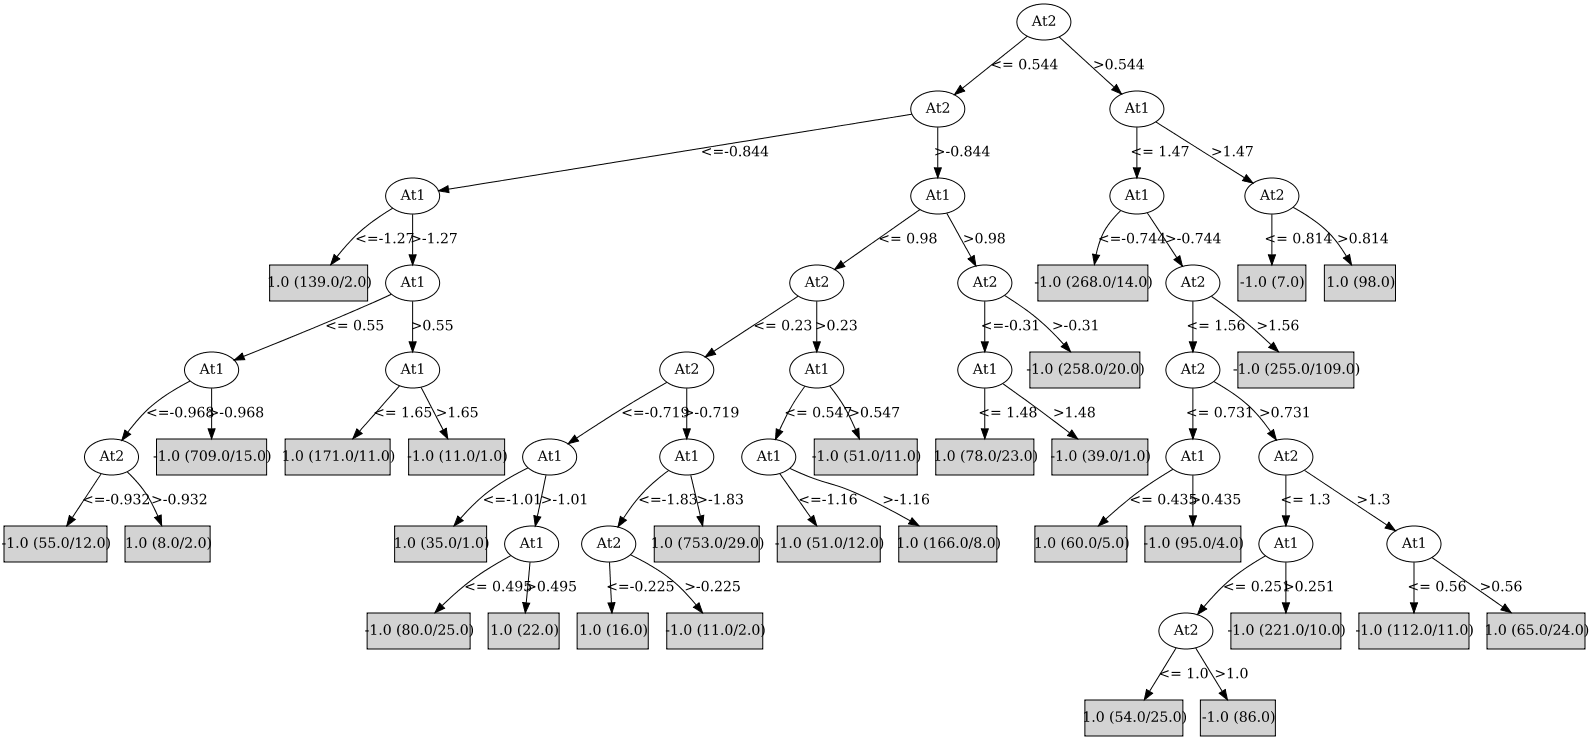 At2
<= 0.544 >0.544
At2 At1
<=-0.844 >-0.844 <= 1.47 >1.47
At1 At1 At1 At2
<=-1.27 >-1.27 <= 0.98 >0.98 <=-0.744 >-0.744 <= 0.814 >0.814
1.0 (139.0/2.0) At1 At2 At2 -1.0 (268.0/14.0) At2 -1.0 (7.0) 1.0 (98.0)
<= 0.55 >0.55 <= 0.23 >0.23 <=-0.31 >-0.31 <= 1.56 >1.56
At1 At1 At2 At1 At1 -1.0 (258.0/20.0) At2 -1.0 (255.0/109.0)
<=-0.968 >-0.968 <= 1.65 >1.65 <=-0.719 >-0.719 <= 0.547 >0.547 <= 1.48 >1.48 <= 0.731 >0.731
At2 -1.0 (709.0/15.0) 1.0 (171.0/11.0) -1.0 (11.0/1.0) At1 At1 At1 -1.0 (51.0/11.0) 1.0 (78.0/23.0) -1.0 (39.0/1.0) At1 At2
<=-0.932 >-0.932 <=-1.01 >-1.01 <=-1.83 >-1.83 <=-1.16 >-1.16 <= 0.435 >0.435 <= 1.3 >1.3
-1.0 (55.0/12.0) 1.0 (8.0/2.0) 1.0 (35.0/1.0) At1 At2 1.0 (753.0/29.0) -1.0 (51.0/12.0) 1.0 (166.0/8.0) 1.0 (60.0/5.0) -1.0 (95.0/4.0) At1 At1
<= 0.495 >0.495 <=-0.225 >-0.225 <= 0.251 >0.251 <= 0.56 >0.56
-1.0 (80.0/25.0) 1.0 (22.0) 1.0 (16.0) -1.0 (11.0/2.0) At2 -1.0 (221.0/10.0) -1.0 (112.0/11.0) 1.0 (65.0/24.0)
<= 1.0 >1.0
1.0 (54.0/25.0) -1.0 (86.0)